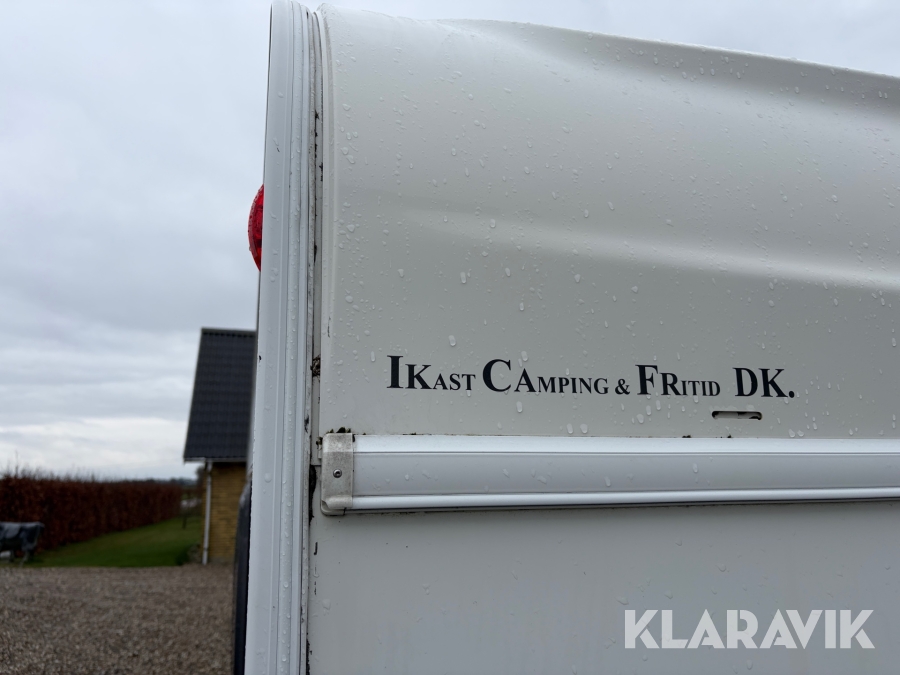 IKAST CAMPING & FRITID DK.
KLARAVIK